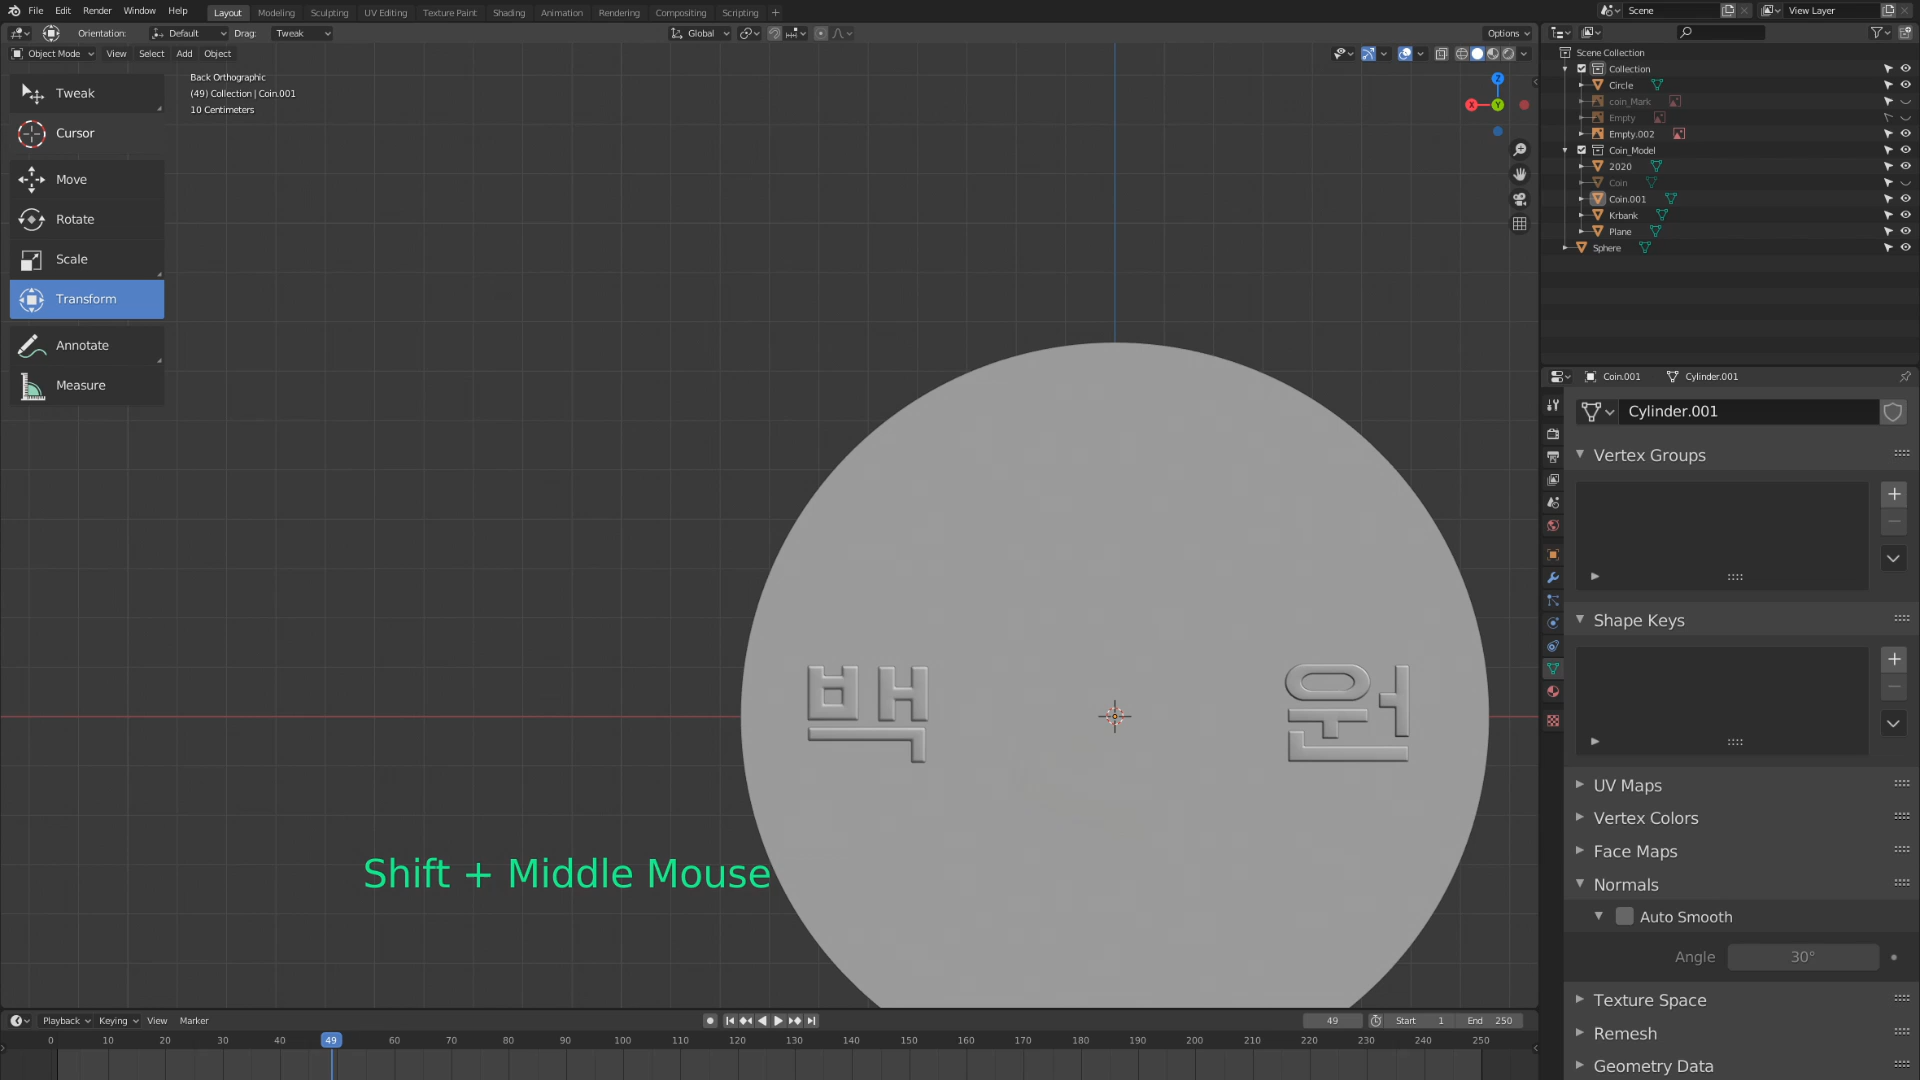 File Edit Render Window Help Layout Modeling Sculpting UV Editing Texture Paint Shading Animation Rendering Compositing Scripting + Scene View Layer
Orientation: Default Drag: Tweak Global Options
Object Mode View Select Add Object
Back Orthographic
(49) Collection | Coin.001
10 Centimeters
Tweak
Cursor
Move
Rotate
Scale
Transform
Annotate
Measure
Z
X
Y
백
원
Shift + Middle Mouse
Scene Collection
Collection
Circle
coin_Mark
Empty
Empty.002
Coin_Model
2020
Coin
Coin.001
Krbank
Plane
Sphere
Coin.001 Cylinder.001
Cylinder.001
Vertex Groups
Shape Keys
UV Maps
Vertex Colors
Face Maps
Normals
Auto Smooth
Angle 30°
Texture Space
Remesh
Geometry Data
Playback Keying View Marker 49 Start 1 End 250
0 10 20 30 49 60 70 80 90 100 110 120 130 140 150 160 170 180 190 200 210 220 230 240 250